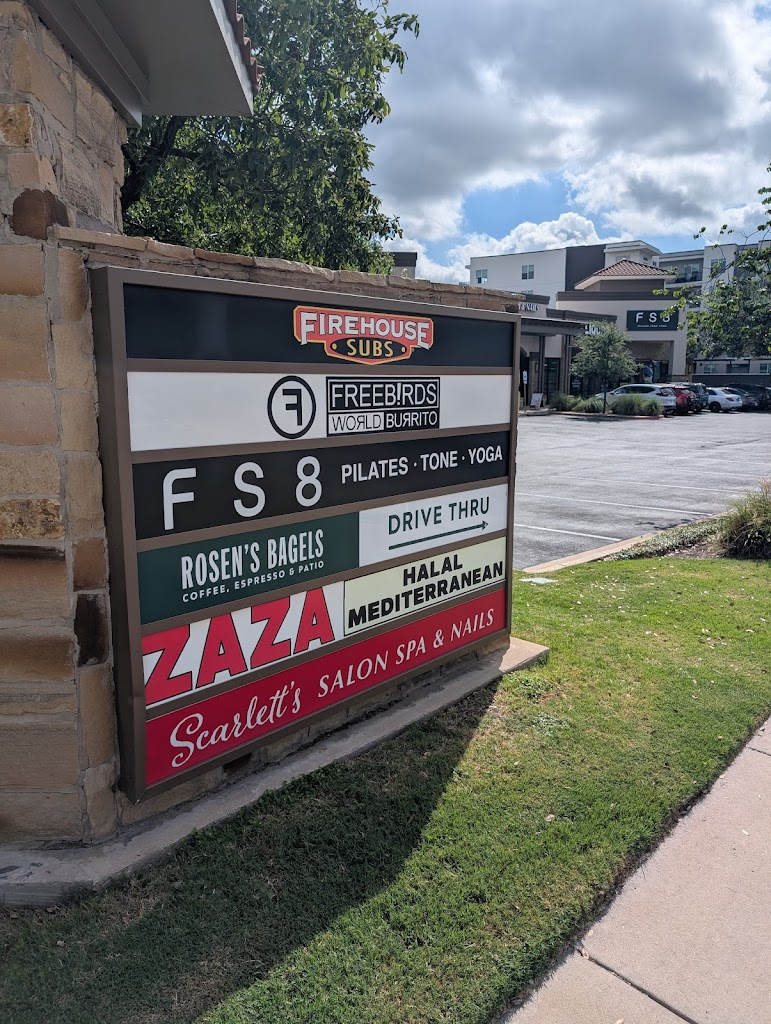 FIREHOUSE
SUBS
F
FREEB!RDS
WORLD BURRITO
FS8 PILATES · TONE · YOGA
ROSEN'S BAGELS
COFFEE, ESPRESSO & PATIO
DRIVE THRU
ZAZA
HALAL
MEDITERRANEAN
Scarlett's SALON SPA & NAILS
FS8